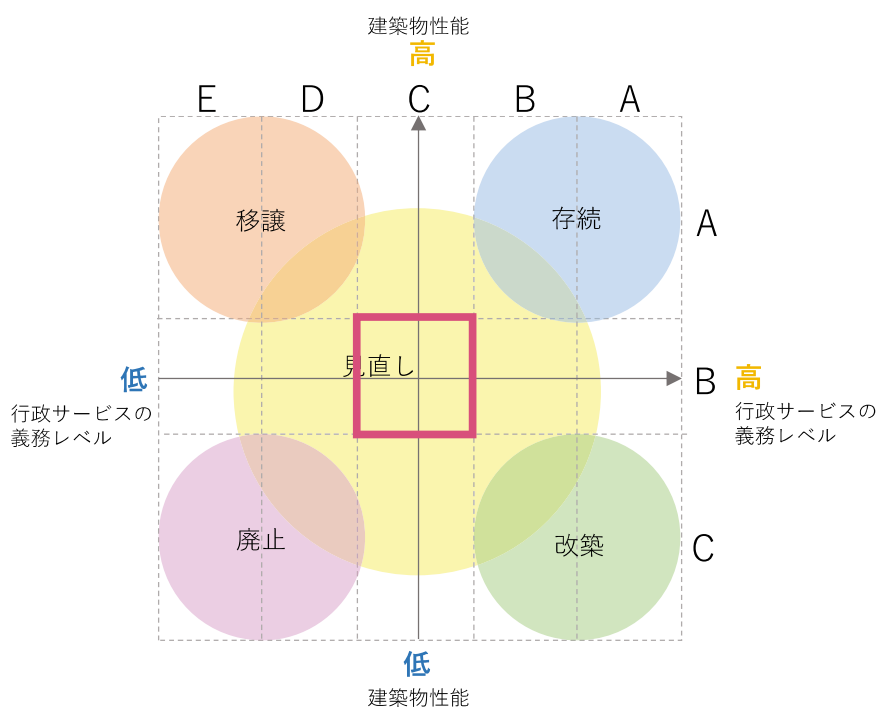 建築物性能
高
E D C B A
移譲
存続
A
見直し
低
行政サービスの
義務レベル
B
高
行政サービスの
義務レベル
廃止
改築
C
低
建築物性能